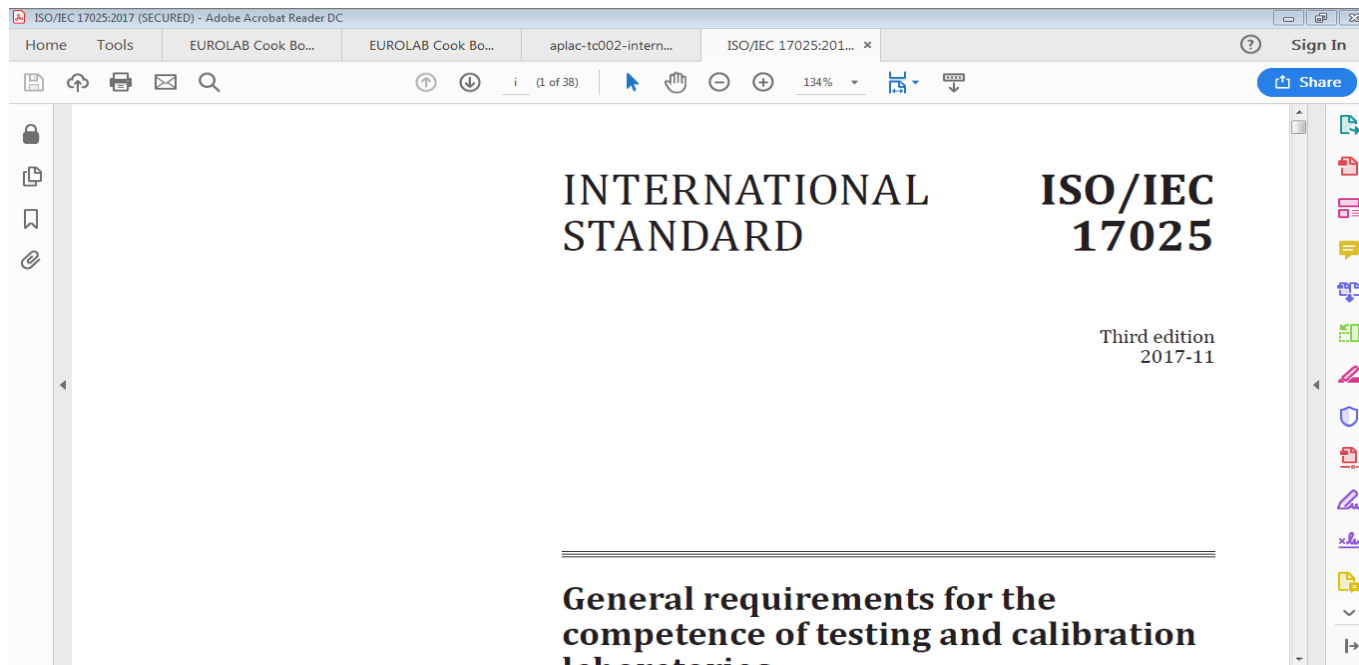 ISO/IEC 17025:2017 (SECURED) - Adobe Acrobat Reader DC
Home Tools EUROLAB Cook Bo... EUROLAB Cook Bo... aplac-tc002-intern... ISO/IEC 17025:201... × Sign In
i (1 of 38) 134% Share
INTERNATIONAL ISO/IEC
STANDARD 17025
Third edition
2017-11
General requirements for the
competence of testing and calibration